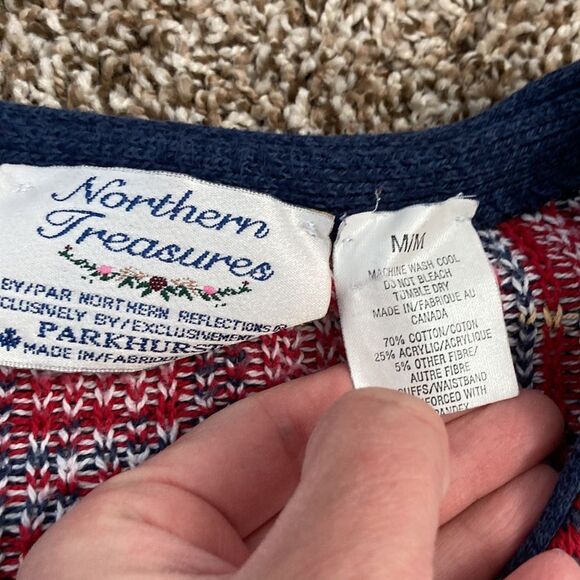 Northern
Treasures
BY/PAR NORTHERN REFLECTIONS ®
BY/EXCLUSIVEMENT
PARKHURST
MADE IN/FABRIQUÉ
M/M
MACHINE WASH COOL
DO NOT BLEACH
TUMBLE DRY
MADE IN/FABRIQUE AU
CANADA
70% COTTON/COTON
25% ACRYLIC/ACRYLIQUE
5% OTHER FIBRE/
AUTRE FIBRE
CUFFS/WAISTBAND
WITH